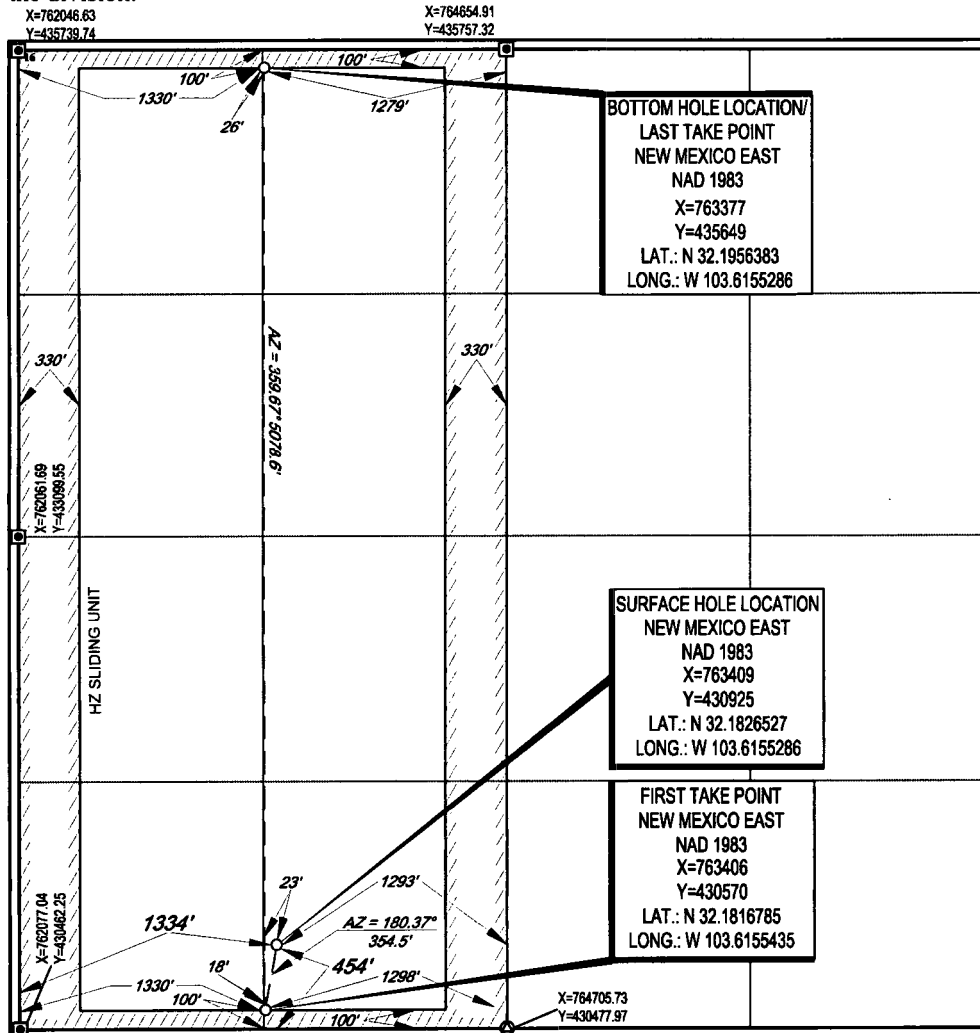 X=762046.63
Y=435739.74
X=764654.91
Y=435757.32
100'
100'
1330'
1279'
26'
BOTTOM HOLE LOCATION/
LAST TAKE POINT
NEW MEXICO EAST
NAD 1983
X=763377
Y=435649
LAT.: N 32.1956383
LONG.: W 103.6155286
AZ = 359.67° 5078.6'
330'
330'
X=762061.69
Y=433099.55
HZ SLIDING UNIT
SURFACE HOLE LOCATION
NEW MEXICO EAST
NAD 1983
X=763409
Y=430925
LAT.: N 32.1826527
LONG.: W 103.6155286
FIRST TAKE POINT
NEW MEXICO EAST
NAD 1983
X=763406
Y=430570
LAT.: N 32.1816785
LONG.: W 103.6155435
23'
1293'
1334'
AZ = 180.37°
354.5'
X=762077.04
Y=430462.25
18'
454'
1330'
1298'
100'
100'
X=764705.73
Y=430477.97